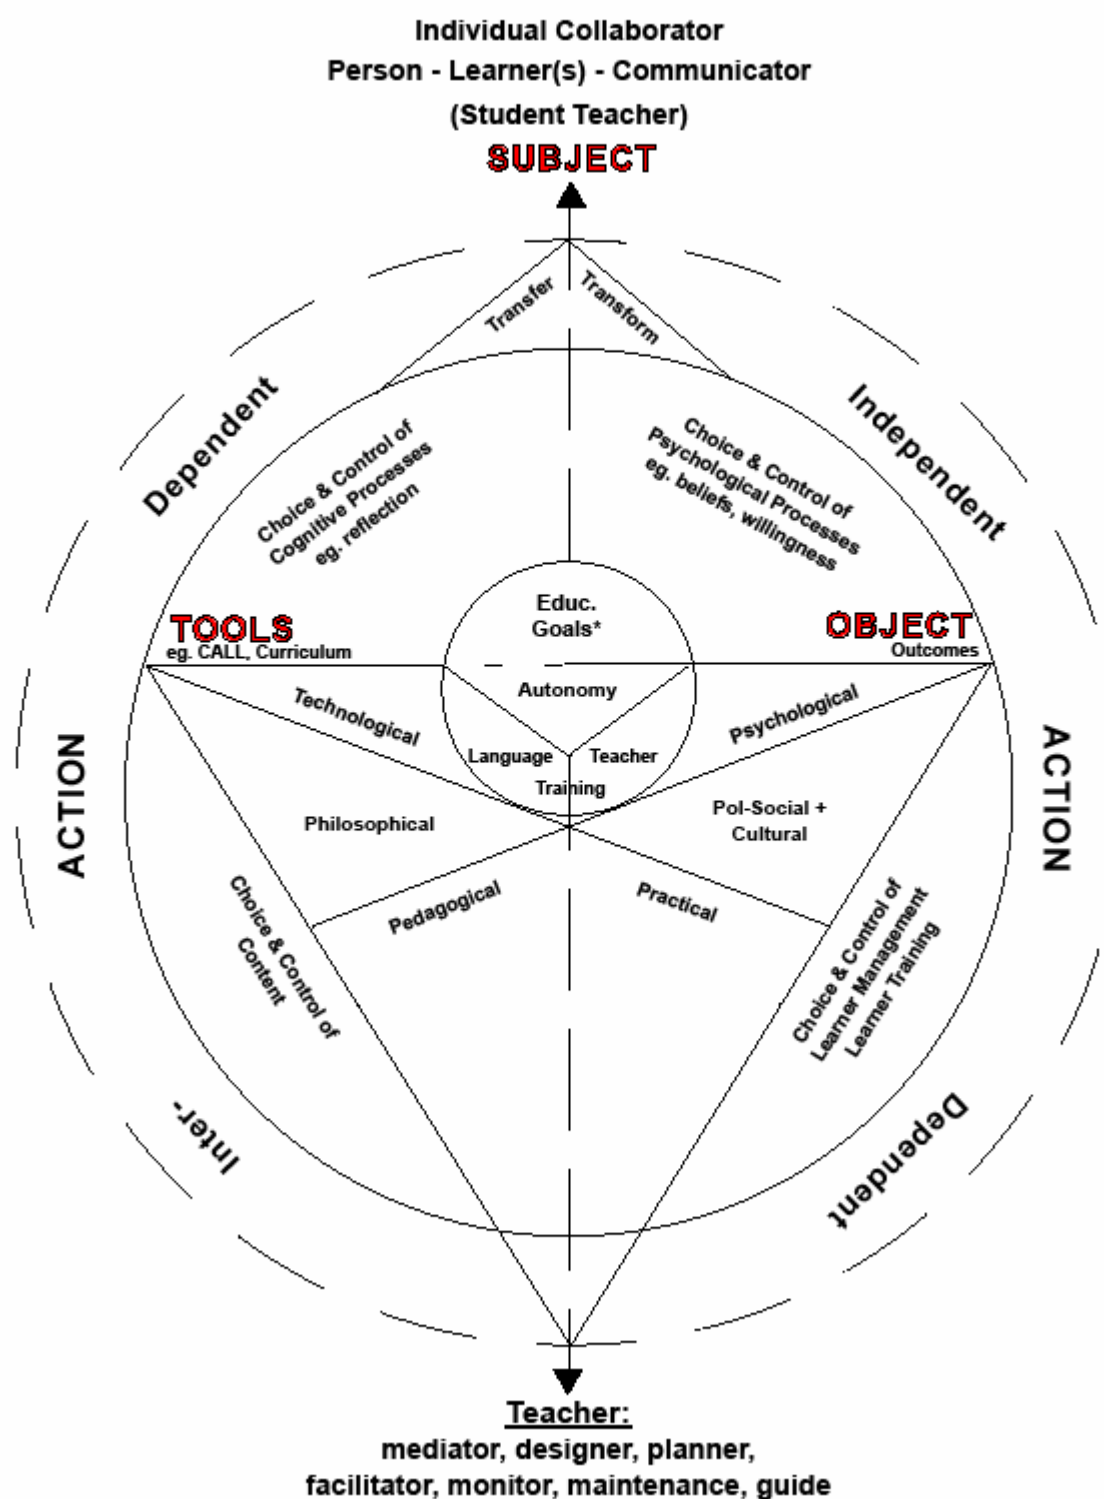 Individual Collaborator
Person - Learner(s) - Communicator
(Student Teacher)
SUBJECT
Transfer
Transform
Dependent
Independent
Choice & Control of
Cognitive Processes
eg. reflection
Choice & Control of
Psychological Processes
eg. beliefs, willingness
Educ.
Goals*
TOOLS
eg. CALL, Curriculum
OBJECT
Outcomes
Autonomy
Technological
Psychological
Language
Teacher
Training
ACTION
ACTION
Philosophical
Pol-Social +
Cultural
Pedagogical
Practical
Choice & Control of
Content
Choice & Control of
Learner Management
Learner Training
Inter-
Dependent
Teacher:
mediator, designer, planner,
facilitator, monitor, maintenance, guide